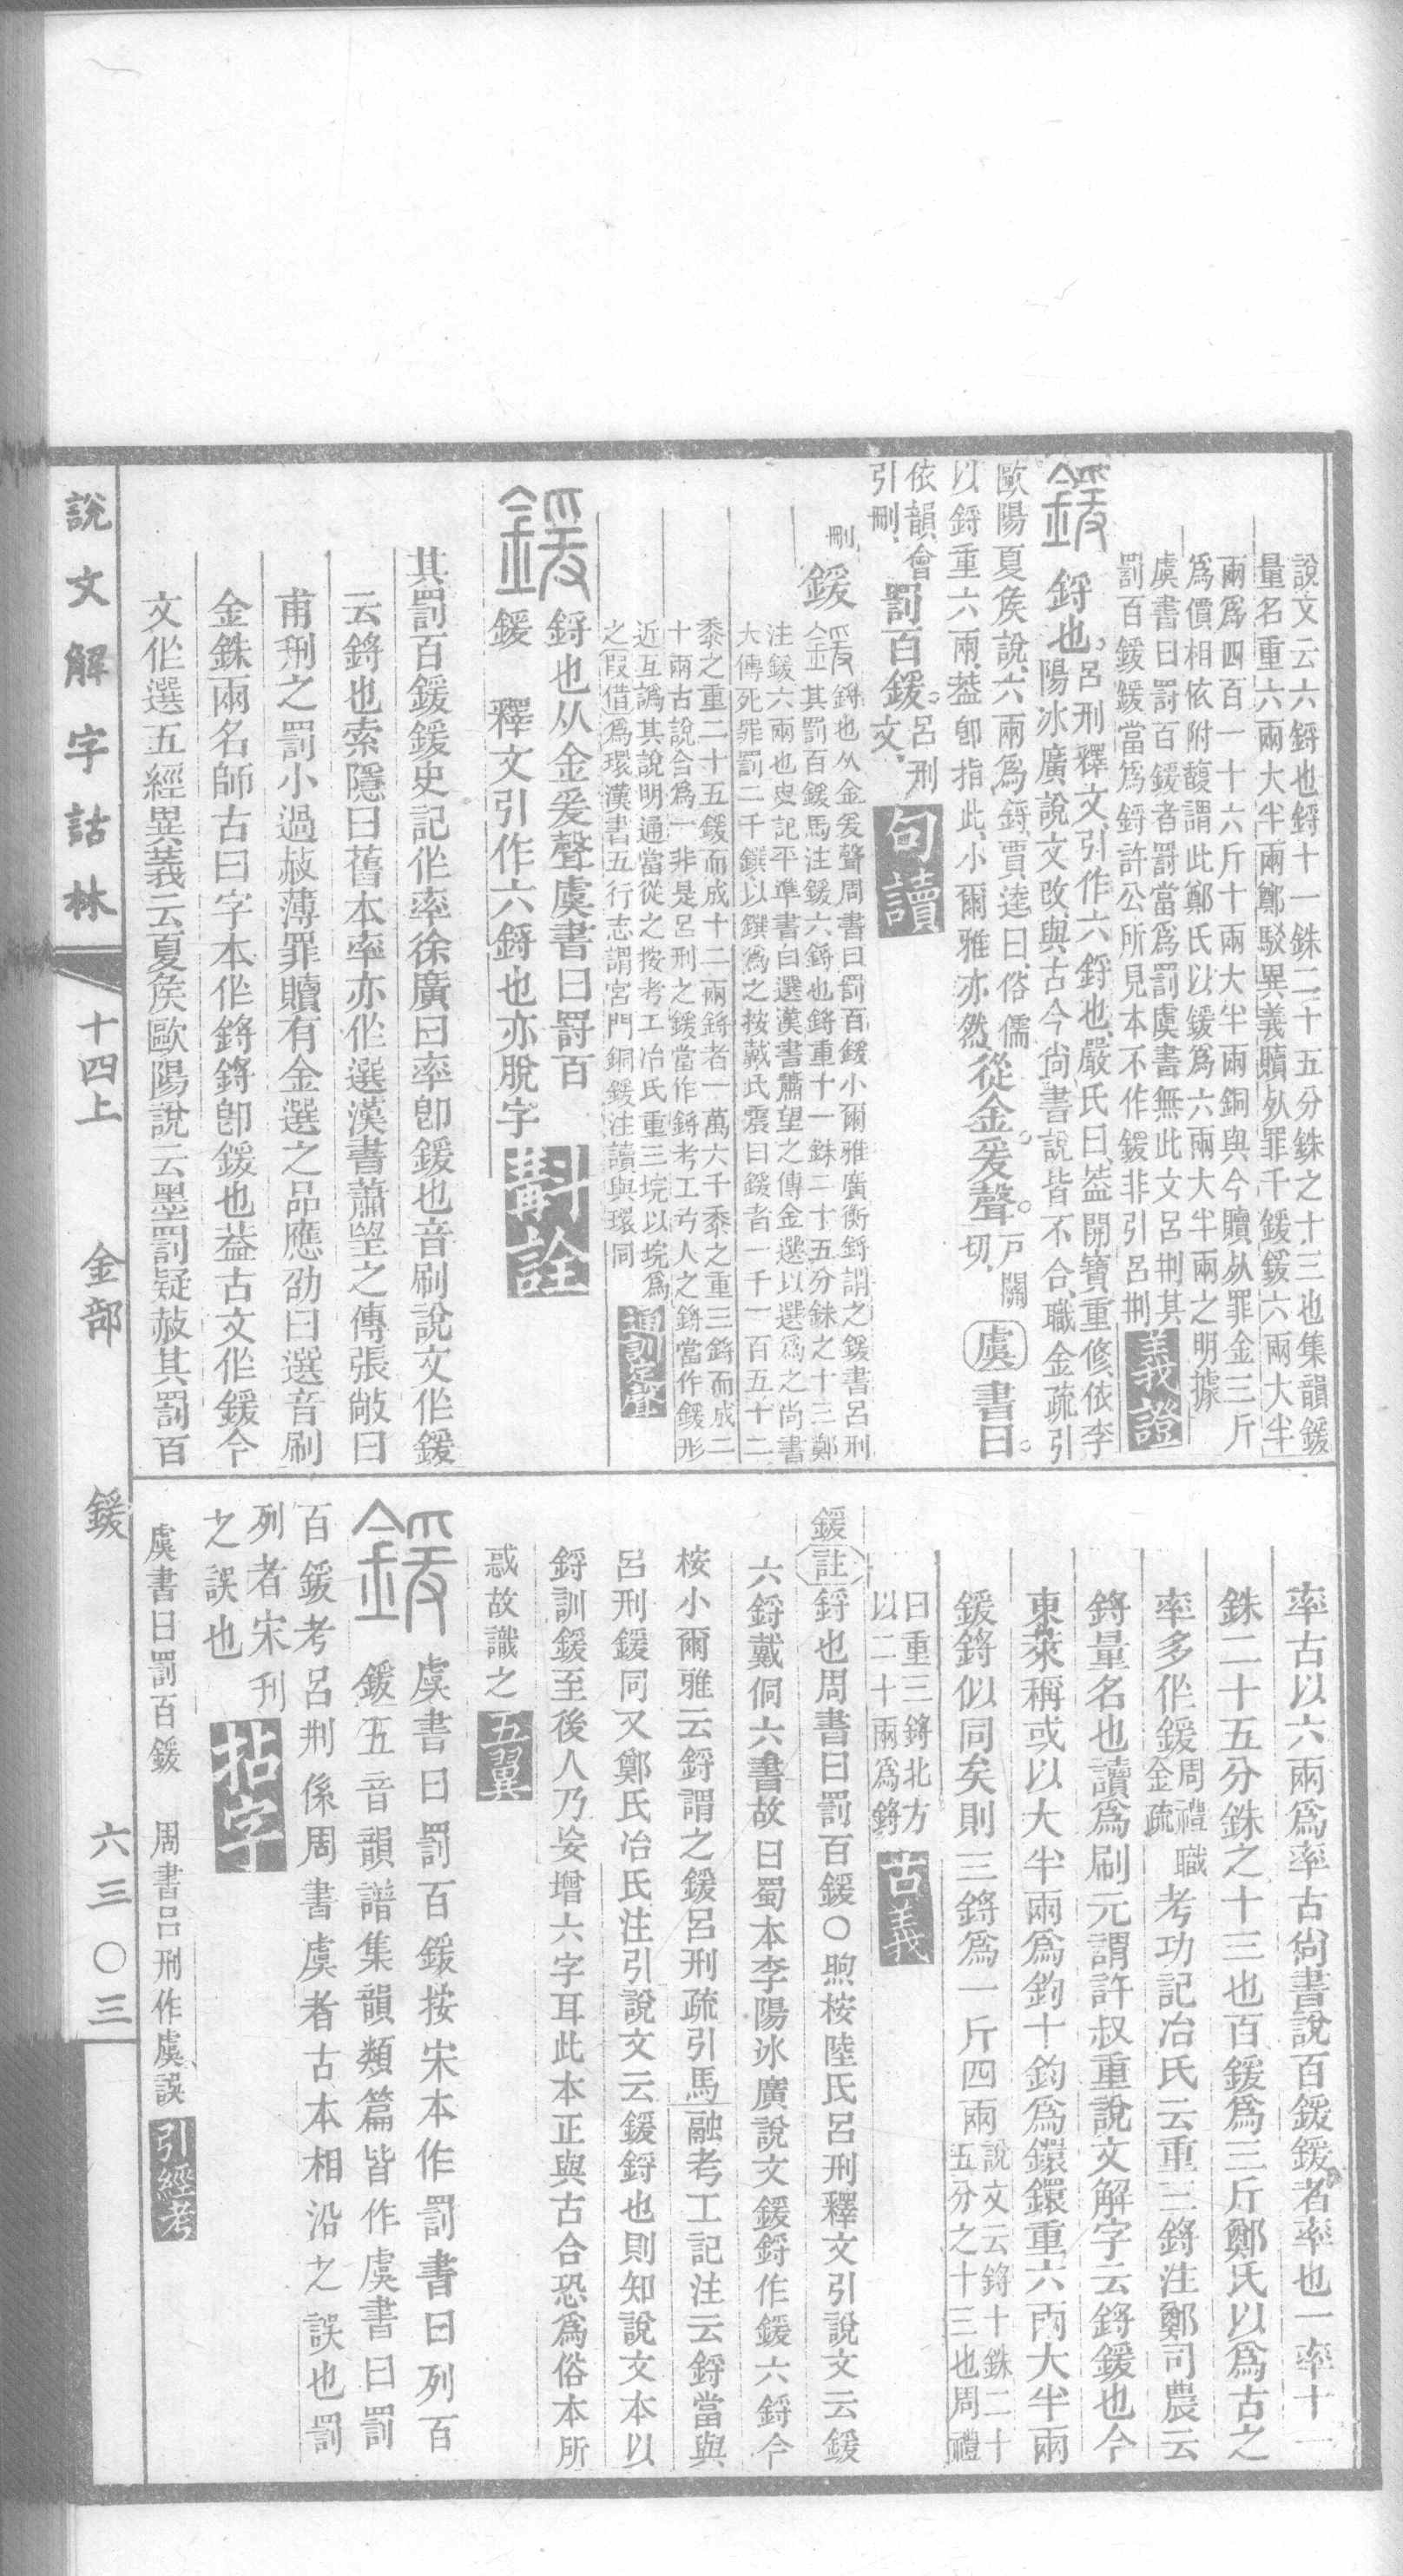 說文云六鋝也鋝十一銖二十五分銖之十三也集韻鍰
量名重六兩大半兩鄭駁異義贖死罪千鍰鍰六兩大半
兩爲四百一十六斤十兩大半兩銅與今贖死罪金三斤
爲價相依附馥謂此鄭氏以鍰爲六兩大半兩之明據
虞書曰罰百鍰者罰當爲罰虞書無此文呂刑其
罰百鍰鍰當爲鋝許公所見本不作鍰非引呂刑 義證
鍰 鋝也。呂刑釋文、引作六鋝也、嚴氏曰、葢開寶重修依李
陽冰廣說文改、與古今尙書說皆不合、職金疏引
歐陽夏矦說、六兩爲鋝、賈逵曰、俗儒
以鋝重六兩、葢卽指此、小爾雅亦然、從金爰聲。戶關切、虞書曰。
依韻會引刪、罰百鍰。呂刑文、 句讀
刪 鍰 鋝也从金爰聲周書曰罰百鍰小爾雅廣衡鋝謂之鍰書呂刑
其罰百鍰馬注鍰六鋝也鋝重十一銖二十五分銖之十三鄭
注鍰六兩也史記平準書白選漢書蕭望之傳金選以選爲之尙書
大傳死罪罰二千鐉以鐉爲之按戴氏震曰鍰者一千一百五十二
黍之重二十五鍰而成十二兩鋝者一萬六千黍之重三鋝而成二
十兩古說合爲一非是呂刑之鍰當作鋝考工弓人之鋝當作鍰形
近互譌其說明通當從之按考工冶氏重三垸以垸爲
之叚借爲環漢書五行志謂宮門銅鍰注讀與環同 通訓定聲
鍰 鋝也从金爰聲虞書曰罰百
鍰 釋文引作六鋝也亦脫字 斠詮
其罰百鍰鍰史記作率徐廣曰率卽鍰也音刷說文作鍰
云鋝也索隱曰舊本率亦作選漢書蕭望之傳張敞曰
甫刑之罰小過赦薄罪贖有金選之品應劭曰選音刷
金銖兩名師古曰字本作鋝鋝卽鍰也葢古文作鍰今
文作選五經異義云夏矦歐陽說云墨罰疑赦其罰百
率古以六兩爲率古尙書說百鍰鍰者率也一率十一
銖二十五分銖之十三也百鍰爲三斤鄭氏以爲古之
率多作鍰周禮職金疏考功記冶氏云重三鋝注鄭司農云
鋝量名也讀爲刷元謂許叔重說文解字云鋝鍰也今
東萊稱或以大半兩爲鈞十鈞爲鐶鐶重六兩大半兩
鍰鋝似同矣則三鋝爲一斤四兩說文云鋝十銖二十五分之十三也周禮
曰重三鋝北方以二十兩爲鋝 古義
鍰 註 鋝也周書曰罰百鍰○煦桉陸氏呂刑釋文引說文云鍰
六鋝戴侗六書故曰蜀本李陽冰廣說文鍰鋝作鍰六鋝今
桉小爾雅云鋝謂之鍰呂刑疏引馬融考工記注云鋝當與
呂刑鍰同又鄭氏冶氏注引說文云鍰鋝也則知說文本以
鋝訓鍰至後人乃妄增六字耳此本正與古合恐爲俗本所
惑故識之 五翼
鍰 虞書曰罰百鍰按宋本作罰書曰列百
鍰五音韻譜集韻類篇皆作虞書曰罰
百鍰考呂刑係周書虞者古本相沿之誤也罰
列者宋刊
之誤也 拈字
虞書曰罰百鍰 周書呂刑作虞誤 引經考
說文解字詁林 十四上 金部 鍰 六三〇三